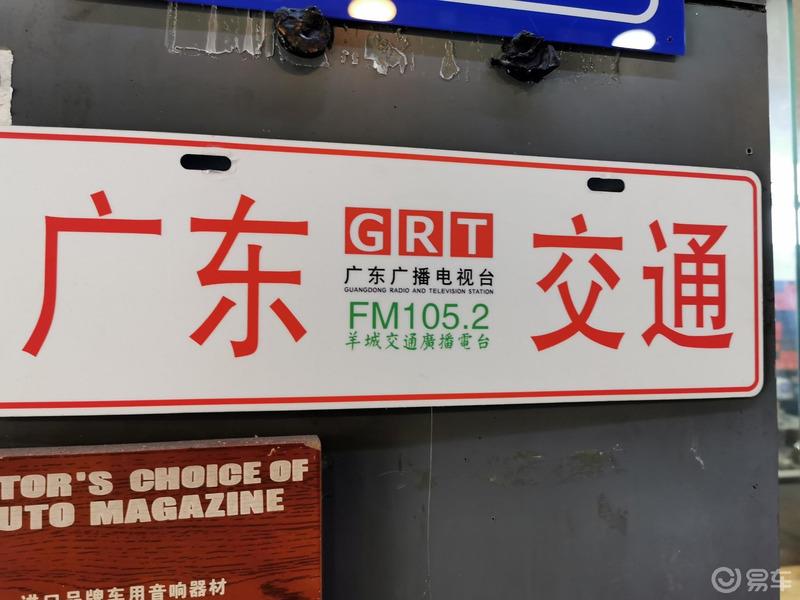 广东 交通
GRT
广东广播电视台
GUANGDONG RADIO AND TELEVISION STATION
FM105.2
羊城交通廣播電台
TOR'S CHOICE OF
UTO MAGAZINE
进口品牌车用音响器材
易车